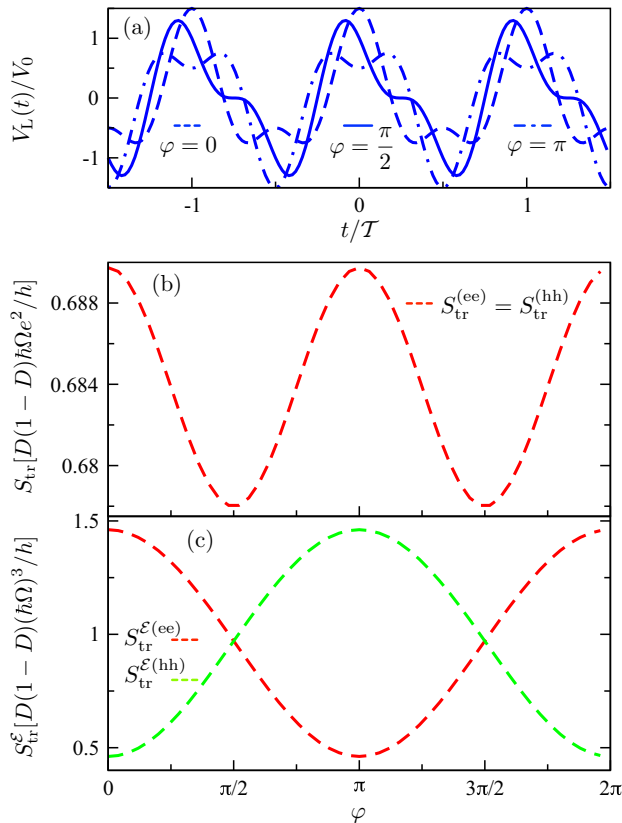 (a)
V_L(t)/V_0
1
0
-1
φ = 0
φ = π/2
φ = π
-1
0
1
t/𝒯
(b)
S_tr[D(1 − D)ℏΩe²/h]
0.688
0.684
0.68
S_tr^(ee) = S_tr^(hh)
(c)
S_tr^ℰ[D(1 − D)(ℏΩ)³/h]
1.5
1
0.5
S_tr^ℰ(ee)
S_tr^ℰ(hh)
0
π/2
π
3π/2
2π
φ